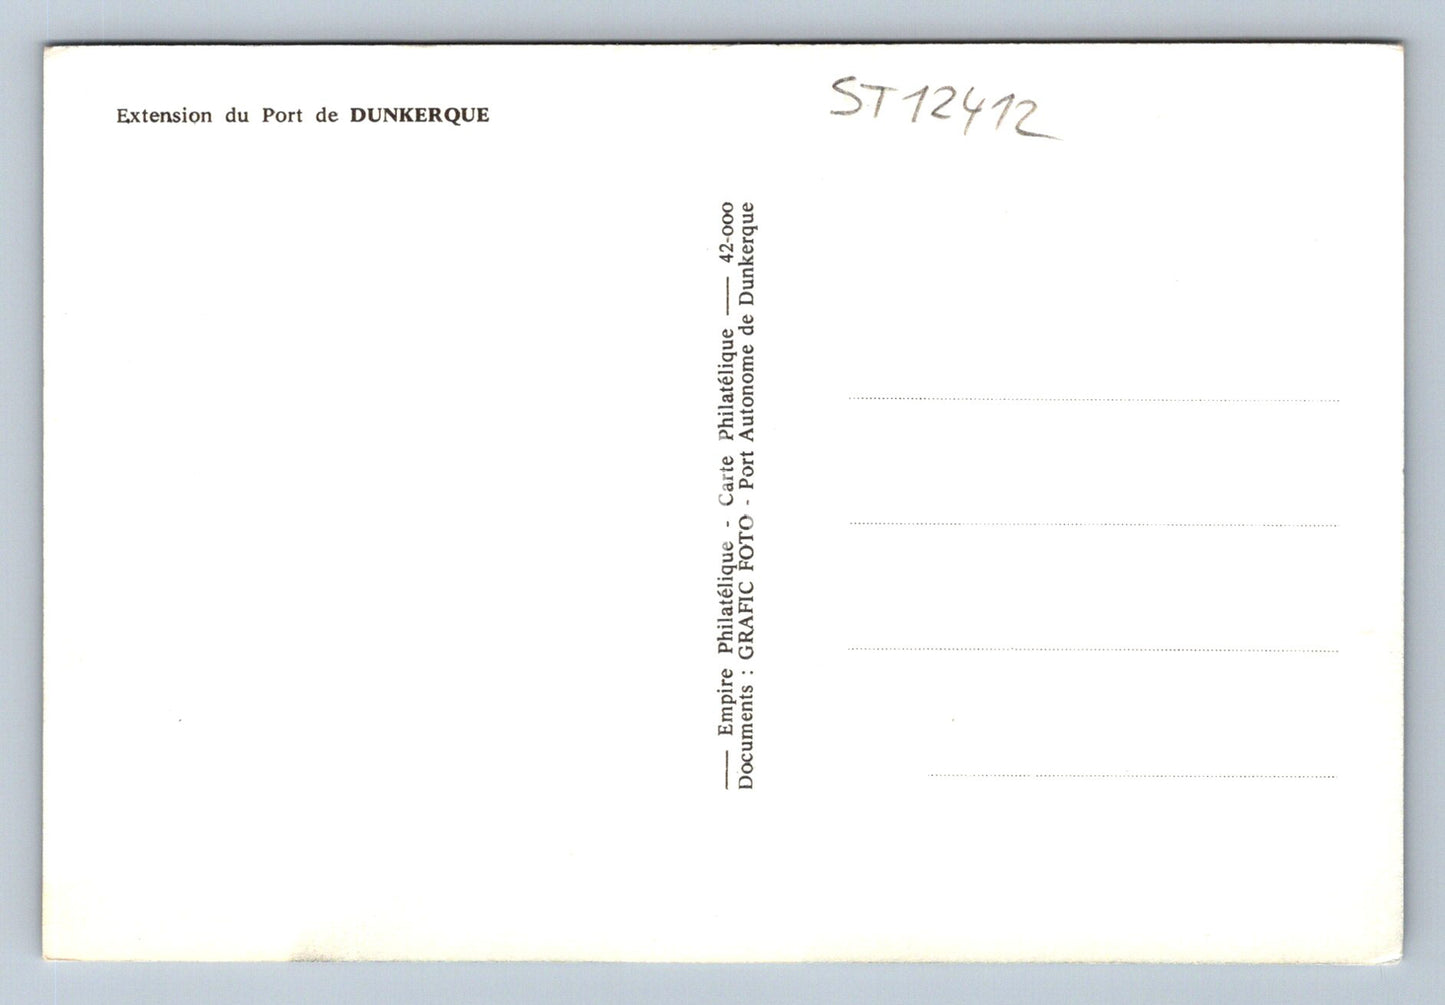 Extension du Port de DUNKERQUE
ST12412
—— Empire Philatélique - Carte Philatélique —— 42-000
Documents : GRAFIC FOTO - Port Autonome de Dunkerque